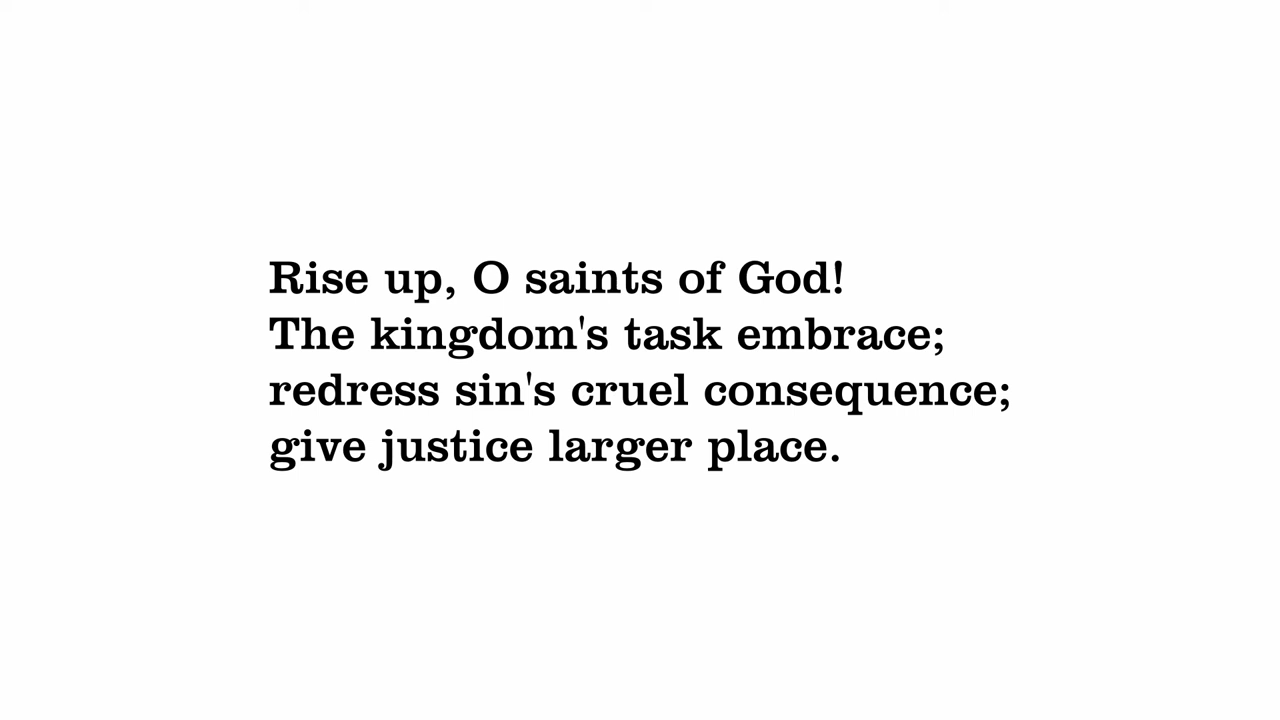 Rise up, O saints of God!
The kingdom's task embrace;
redress sin's cruel consequence;
give justice larger place.